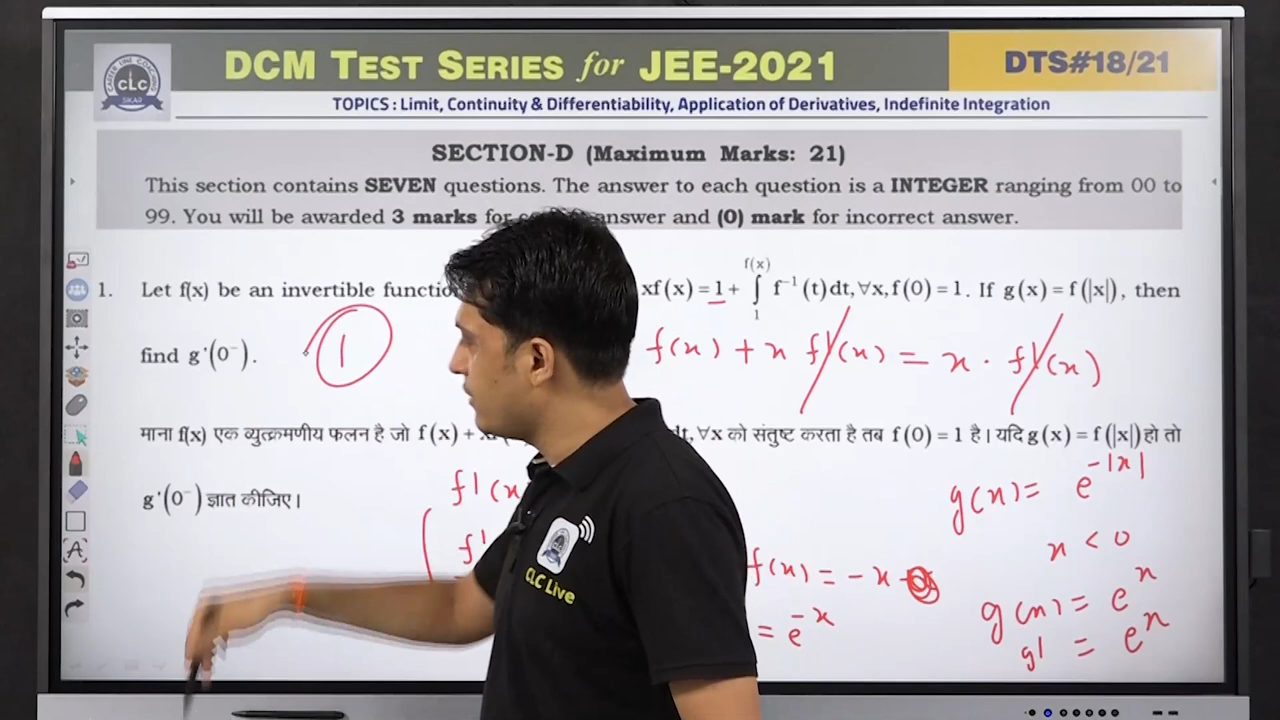 DCM TEST SERIES for JEE-2021
DTS#18/21
CLC
SIKAR
TOPICS : Limit, Continuity & Differentiability, Application of Derivatives, Indefinite Integration
SECTION-D (Maximum Marks: 21)
This section contains SEVEN questions. The answer to each question is a INTEGER ranging from 00 to
99. You will be awarded 3 marks for answer and (0) mark for incorrect answer.
1. Let f(x) be an invertible xf(x) = 1 + ∫₁^{f(x)} f⁻¹(t)dt, ∀x, f(0) = 1. If g(x) = f(|x|), then
find g'(0⁻).
1
f(x) + x f'(x) = x · f'(x)
माना f(x) एक व्युत्क्रमणीय फलन है जो f(x) + dt, ∀x को संतुष्ट करता है तब f(0) = 1 है। यदि g(x) = f(|x|) हो तो
g'(0⁻) ज्ञात कीजिए।
f'(x
f'
g(x) = e^{-|x|}
x < 0
f(x) = -x
g(x) = e^x
= e^{-x}
g' = e^x
CLC Live